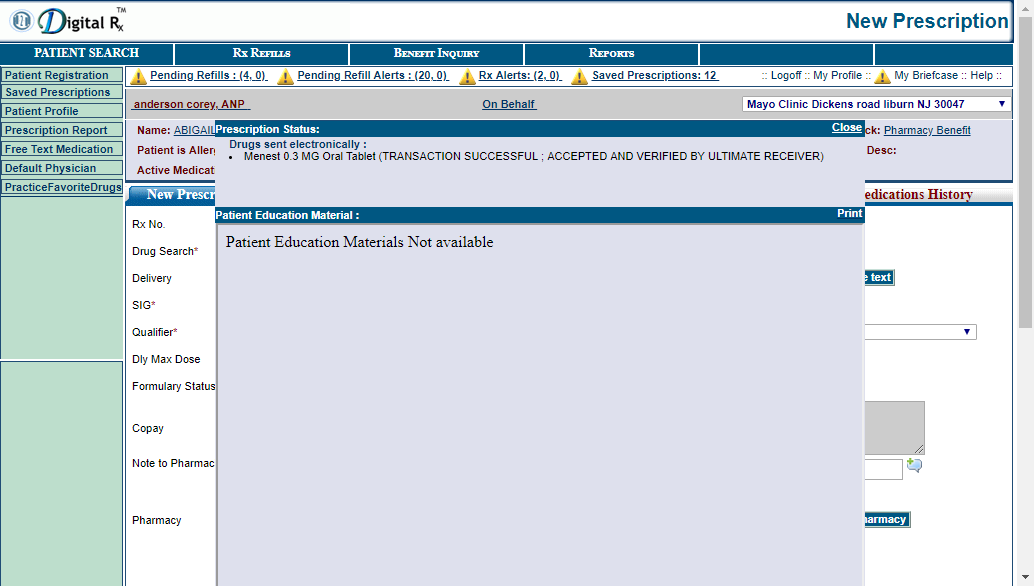 Digital Rx TM
New Prescription
PATIENT SEARCH
RX REFILLS
BENEFIT INQUIRY
REPORTS
Patient Registration
Saved Prescriptions
Patient Profile
Prescription Report
Free Text Medication
Default Physician
PracticeFavoriteDrugs
Pending Refills : (4, 0)
Pending Refill Alerts : (20, 0)
Rx Alerts: (2, 0)
Saved Prescriptions: 12
:: Logoff :: My Profile ::
My Briefcase :: Help ::
anderson corey, ANP
On Behalf
Mayo Clinic Dickens road liburn NJ 30047
Name: ABIGAIL
Prescription Status:
Close
ck: Pharmacy Benefit
Drugs sent electronically :
Patient is Aller
Desc:
• Menest 0.3 MG Oral Tablet (TRANSACTION SUCCESSFUL ; ACCEPTED AND VERIFIED BY ULTIMATE RECEIVER)
Active Medicat
New Prescr
edications History
Patient Education Material :
Print
Rx No.
Patient Education Materials Not available
Drug Search*
Delivery
e text
SIG*
Qualifier*
Dly Max Dose
Formulary Status
Copay
Note to Pharmac
Pharmacy
armacy